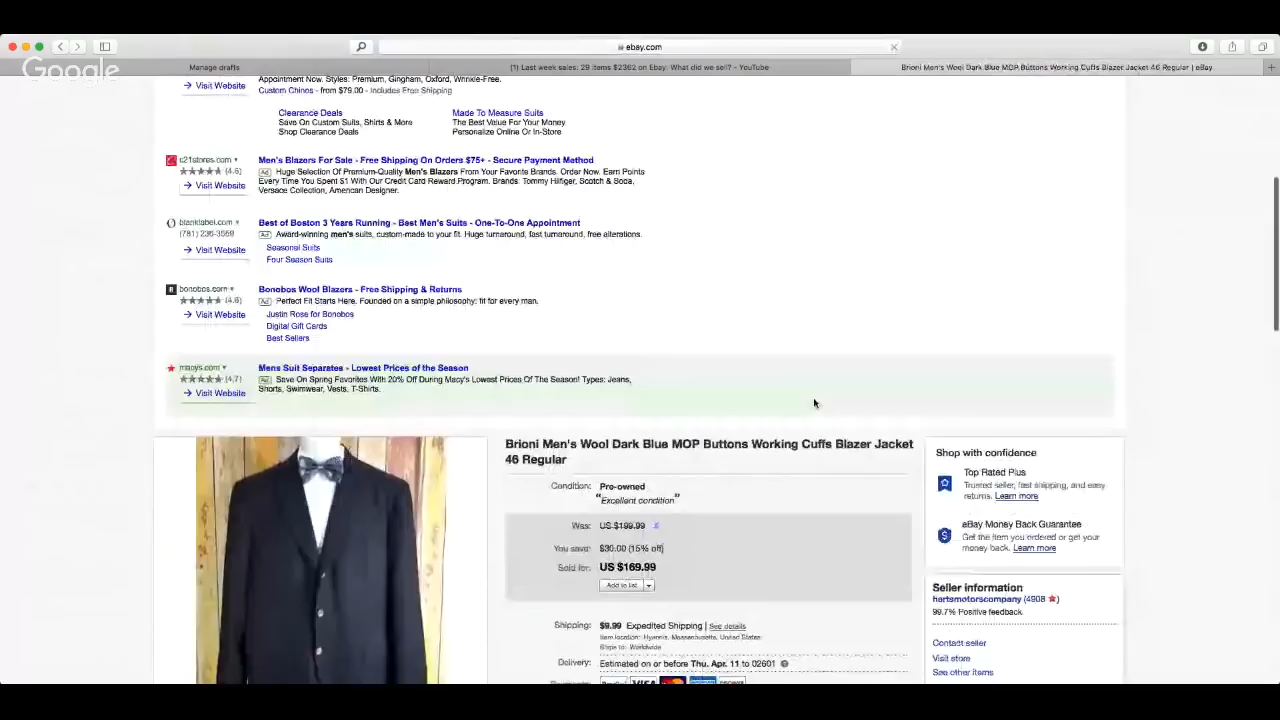 ebay.com
Google
Manage drafts
(1) Last week sales: 29 items $2362 on Ebay. What did we sell? - YouTube
Brioni Men's Wool Dark Blue MOP Buttons Working Cuffs Blazer Jacket 46 Regular | eBay
Appointment Now. Styles: Premium, Gingham, Oxford, Wrinkle-Free.
→ Visit Website
Custom Chinos - from $79.00 - Includes Free Shipping
Clearance Deals
Made To Measure Suits
Save On Custom Suits, Shirts & More
The Best Value For Your Money
Shop Clearance Deals
Personalize Online Or In-Store
c21stores.com
(4.6)
→ Visit Website
Men's Blazers For Sale - Free Shipping On Orders $75+ - Secure Payment Method
Ad Huge Selection Of Premium-Quality Men's Blazers From Your Favorite Brands. Order Now. Earn Points
Every Time You Spend $1 With Our Credit Card Reward Program. Brands: Tommy Hilfiger, Scotch & Soda,
Versace Collection, American Designer.
blanklabel.com
(781) 236-3559
→ Visit Website
Best of Boston 3 Years Running - Best Men's Suits - One-To-One Appointment
Ad Award-winning men's suits, custom-made to your fit. Huge turnaround, fast turnaround, free alterations.
Seasonal Suits
Four Season Suits
bonobos.com
(4.6)
→ Visit Website
Bonobos Wool Blazers - Free Shipping & Returns
Ad Perfect Fit Starts Here. Founded on a simple philosophy: fit for every man.
Justin Rose for Bonobos
Digital Gift Cards
Best Sellers
macys.com
(4.7)
→ Visit Website
Mens Suit Separates - Lowest Prices of the Season
Ad Save On Spring Favorites With 20% Off During Macy's Lowest Prices Of The Season! Types: Jeans,
Shorts, Swimwear, Vests, T-Shirts.
Brioni Men's Wool Dark Blue MOP Buttons Working Cuffs Blazer Jacket
46 Regular
Condition: Pre-owned
"Excellent condition"
Was: US $199.99
You save: $30.00 (15% off)
Sold for: US $169.99
Add to list
Shipping: $9.99 Expedited Shipping | See details
Item location: Hyannis, Massachusetts, United States
Ships to: Worldwide
Delivery: Estimated on or before Thu. Apr. 11 to 02601
VISA
Shop with confidence
Top Rated Plus
Trusted seller, fast shipping, and easy
returns. Learn more
eBay Money Back Guarantee
Get the item you ordered or get your
money back. Learn more
Seller information
hartsmotorscompany (4908 ★)
99.7% Positive feedback
Contact seller
Visit store
See other items